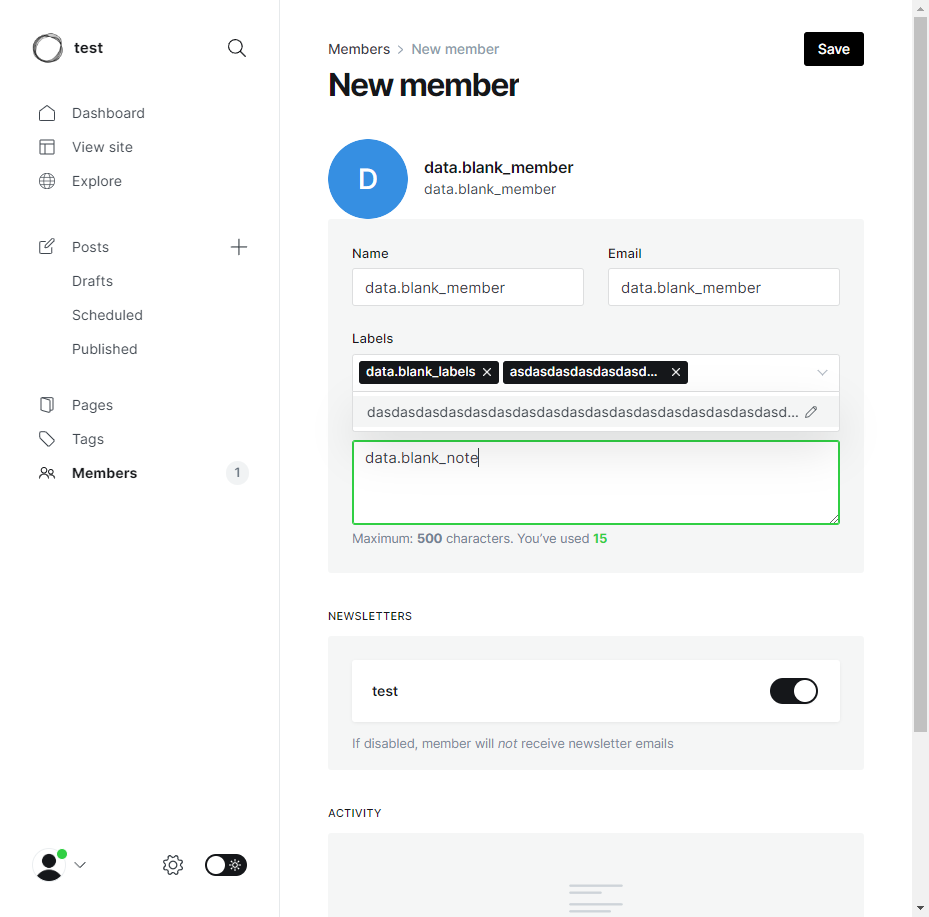 test
Dashboard
View site
Explore
Posts
Drafts
Scheduled
Published
Pages
Tags
Members 1
Members > New member
Save
New member
D
data.blank_member
data.blank_member
Name
Email
data.blank_member
data.blank_member
Labels
data.blank_labels × asdasdasdasdasdasd... ×
dasdasdasdasdasdasdasdasdasdasdasdasdasdasdasdasdasd...
data.blank_note
Maximum: 500 characters. You've used 15
NEWSLETTERS
test
If disabled, member will not receive newsletter emails
ACTIVITY